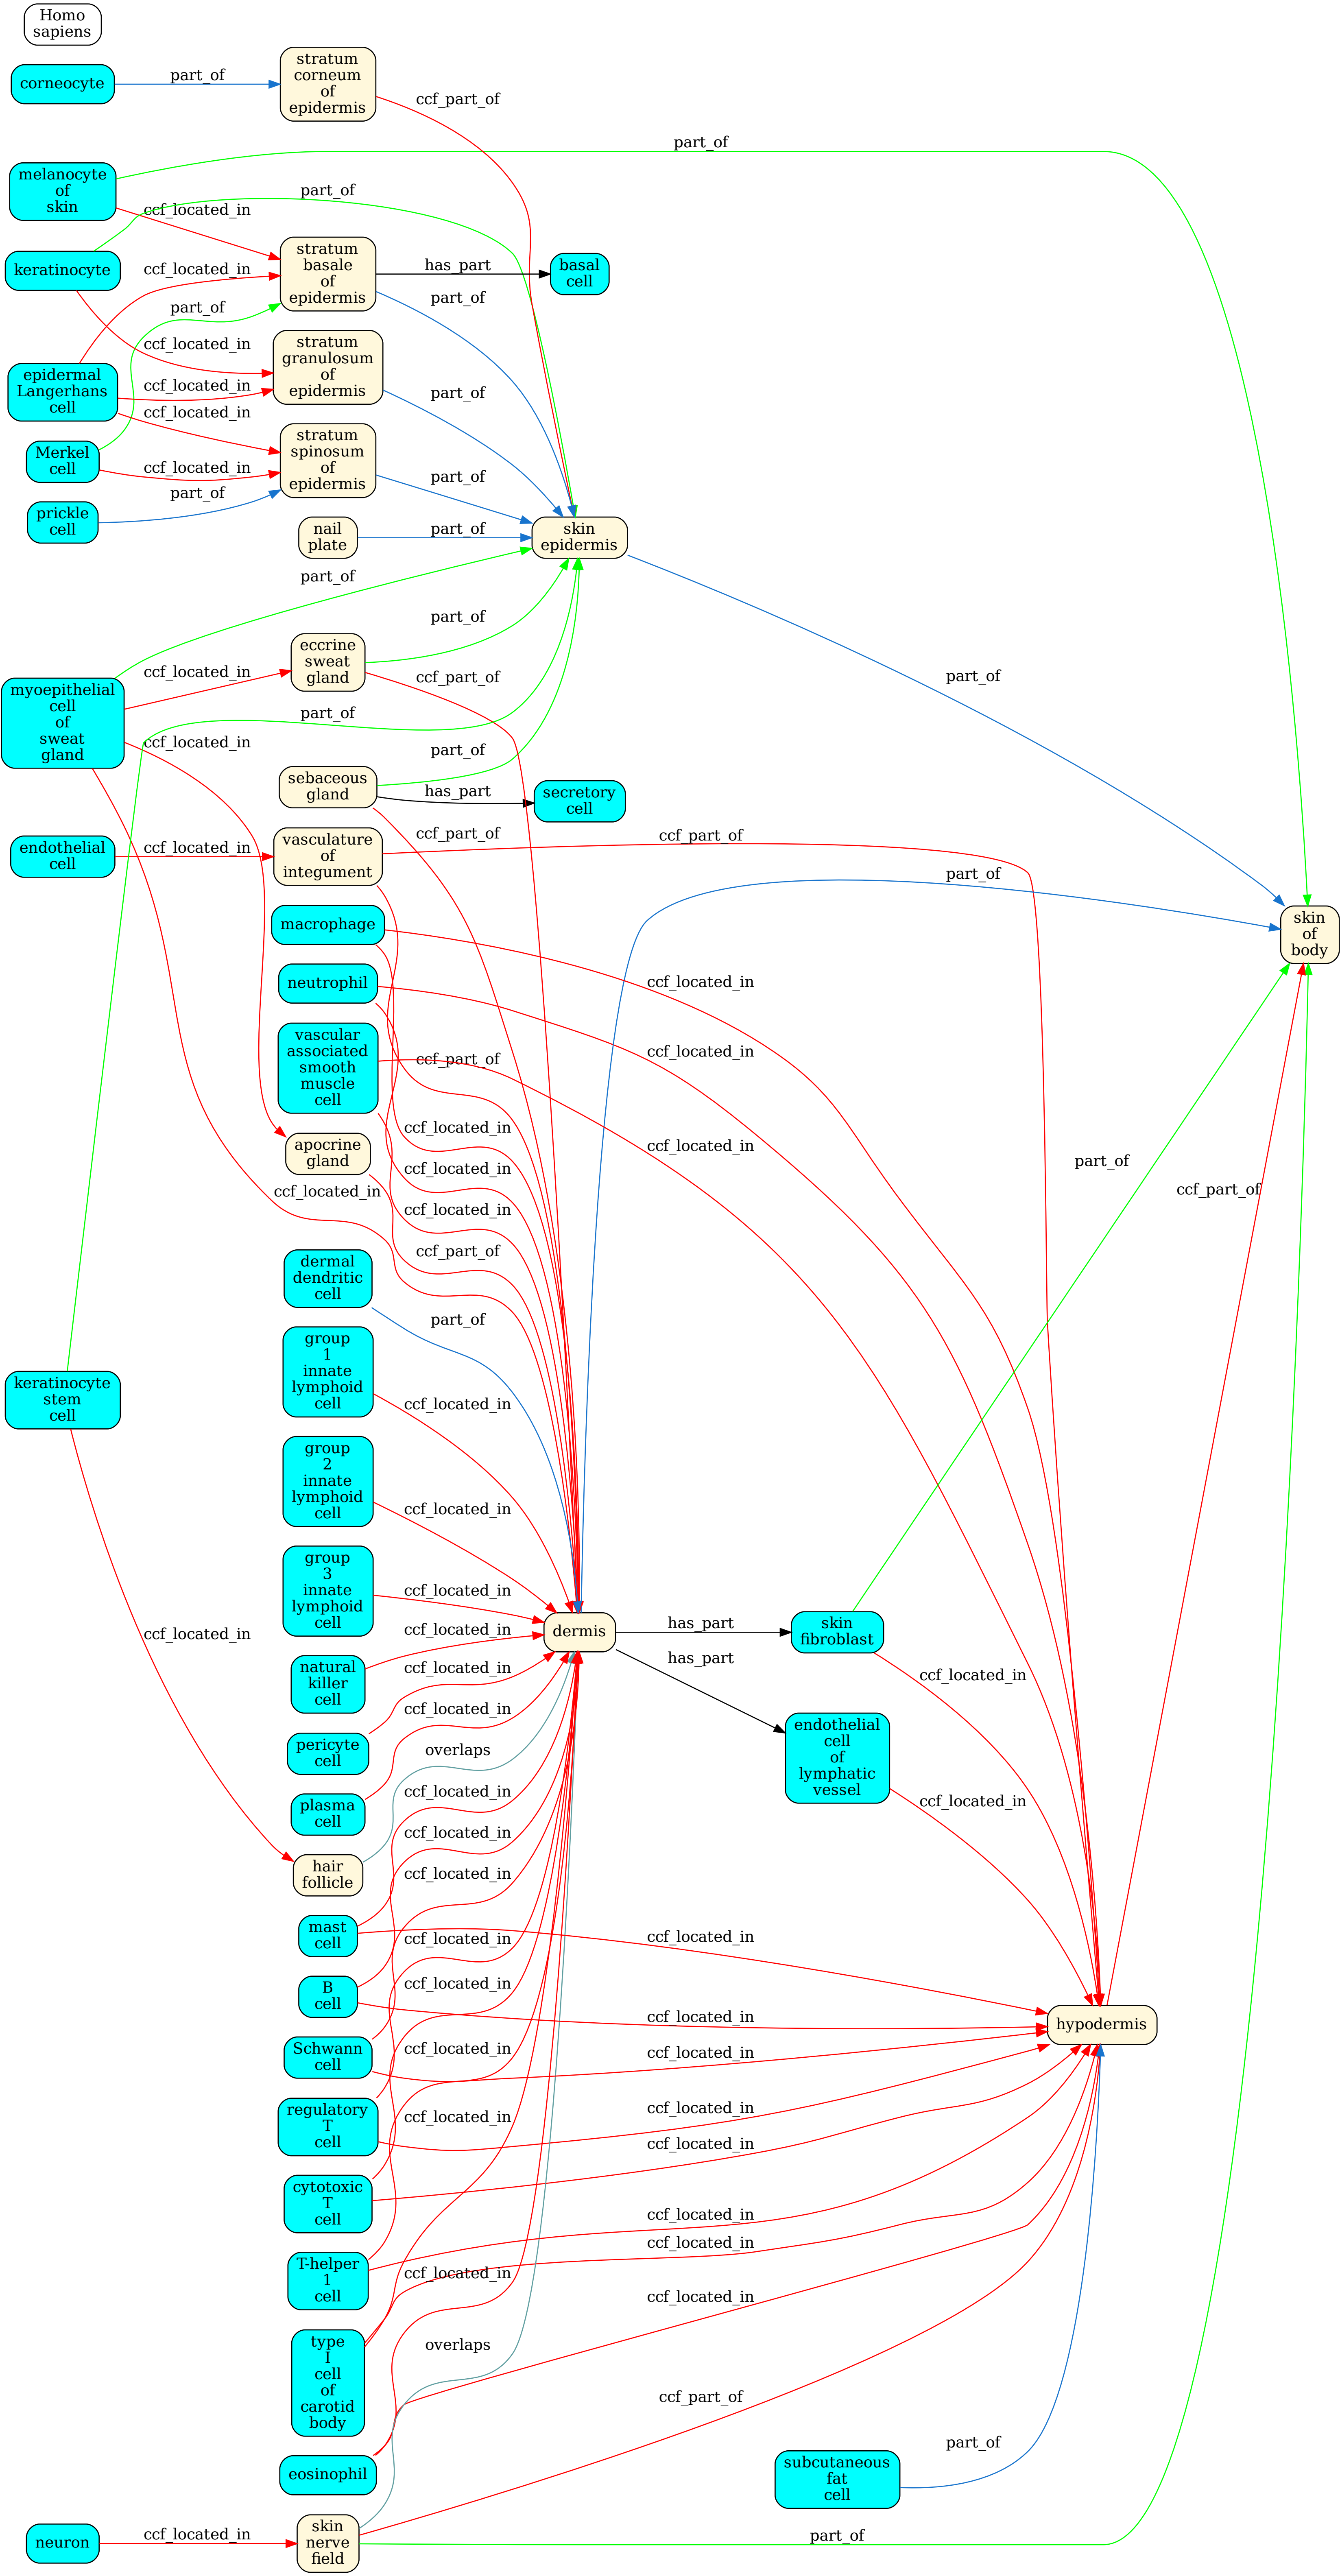 Homo
sapiens
corneocyte
part_of
stratum
corneum
of
epidermis
ccf_part_of
part_of
melanocyte
of
skin
part_of
ccf_located_in
keratinocyte
ccf_located_in
stratum
basale
of
epidermis
has_part
basal
cell
part_of
part_of
ccf_located_in
stratum
granulosum
of
epidermis
epidermal
Langerhans
cell
ccf_located_in
part_of
ccf_located_in
Merkel
cell
ccf_located_in
stratum
spinosum
of
epidermis
part_of
part_of
prickle
cell
nail
plate
part_of
skin
epidermis
part_of
part_of
eccrine
sweat
gland
ccf_located_in
ccf_part_of
part_of
myoepithelial
cell
of
sweat
gland
part_of
ccf_located_in
part_of
sebaceous
gland
has_part
secretory
cell
ccf_part_of
ccf_part_of
endothelial
cell
ccf_located_in
vasculature
of
integument
part_of
macrophage
skin
of
body
neutrophil
ccf_located_in
vascular
associated
smooth
muscle
cell
ccf_part_of
ccf_located_in
ccf_located_in
ccf_located_in
apocrine
gland
ccf_located_in
part_of
ccf_located_in
ccf_located_in
ccf_part_of
ccf_part_of
dermal
dendritic
cell
part_of
group
1
innate
lymphoid
cell
ccf_located_in
keratinocyte
stem
cell
group
2
innate
lymphoid
cell
ccf_located_in
group
3
innate
lymphoid
cell
ccf_located_in
ccf_located_in
ccf_located_in
dermis
has_part
skin
fibroblast
has_part
natural
killer
cell
ccf_located_in
ccf_located_in
pericyte
cell
ccf_located_in
overlaps
endothelial
cell
of
lymphatic
vessel
ccf_located_in
plasma
cell
ccf_located_in
ccf_located_in
hair
follicle
ccf_located_in
mast
cell
ccf_located_in
ccf_located_in
B
cell
ccf_located_in
ccf_located_in
hypodermis
Schwann
cell
ccf_located_in
ccf_located_in
regulatory
T
cell
ccf_located_in
ccf_located_in
ccf_located_in
cytotoxic
T
cell
ccf_located_in
ccf_located_in
T-helper
1
cell
ccf_located_in
ccf_located_in
type
I
cell
of
carotid
body
overlaps
ccf_part_of
eosinophil
part_of
subcutaneous
fat
cell
neuron
ccf_located_in
skin
nerve
field
part_of